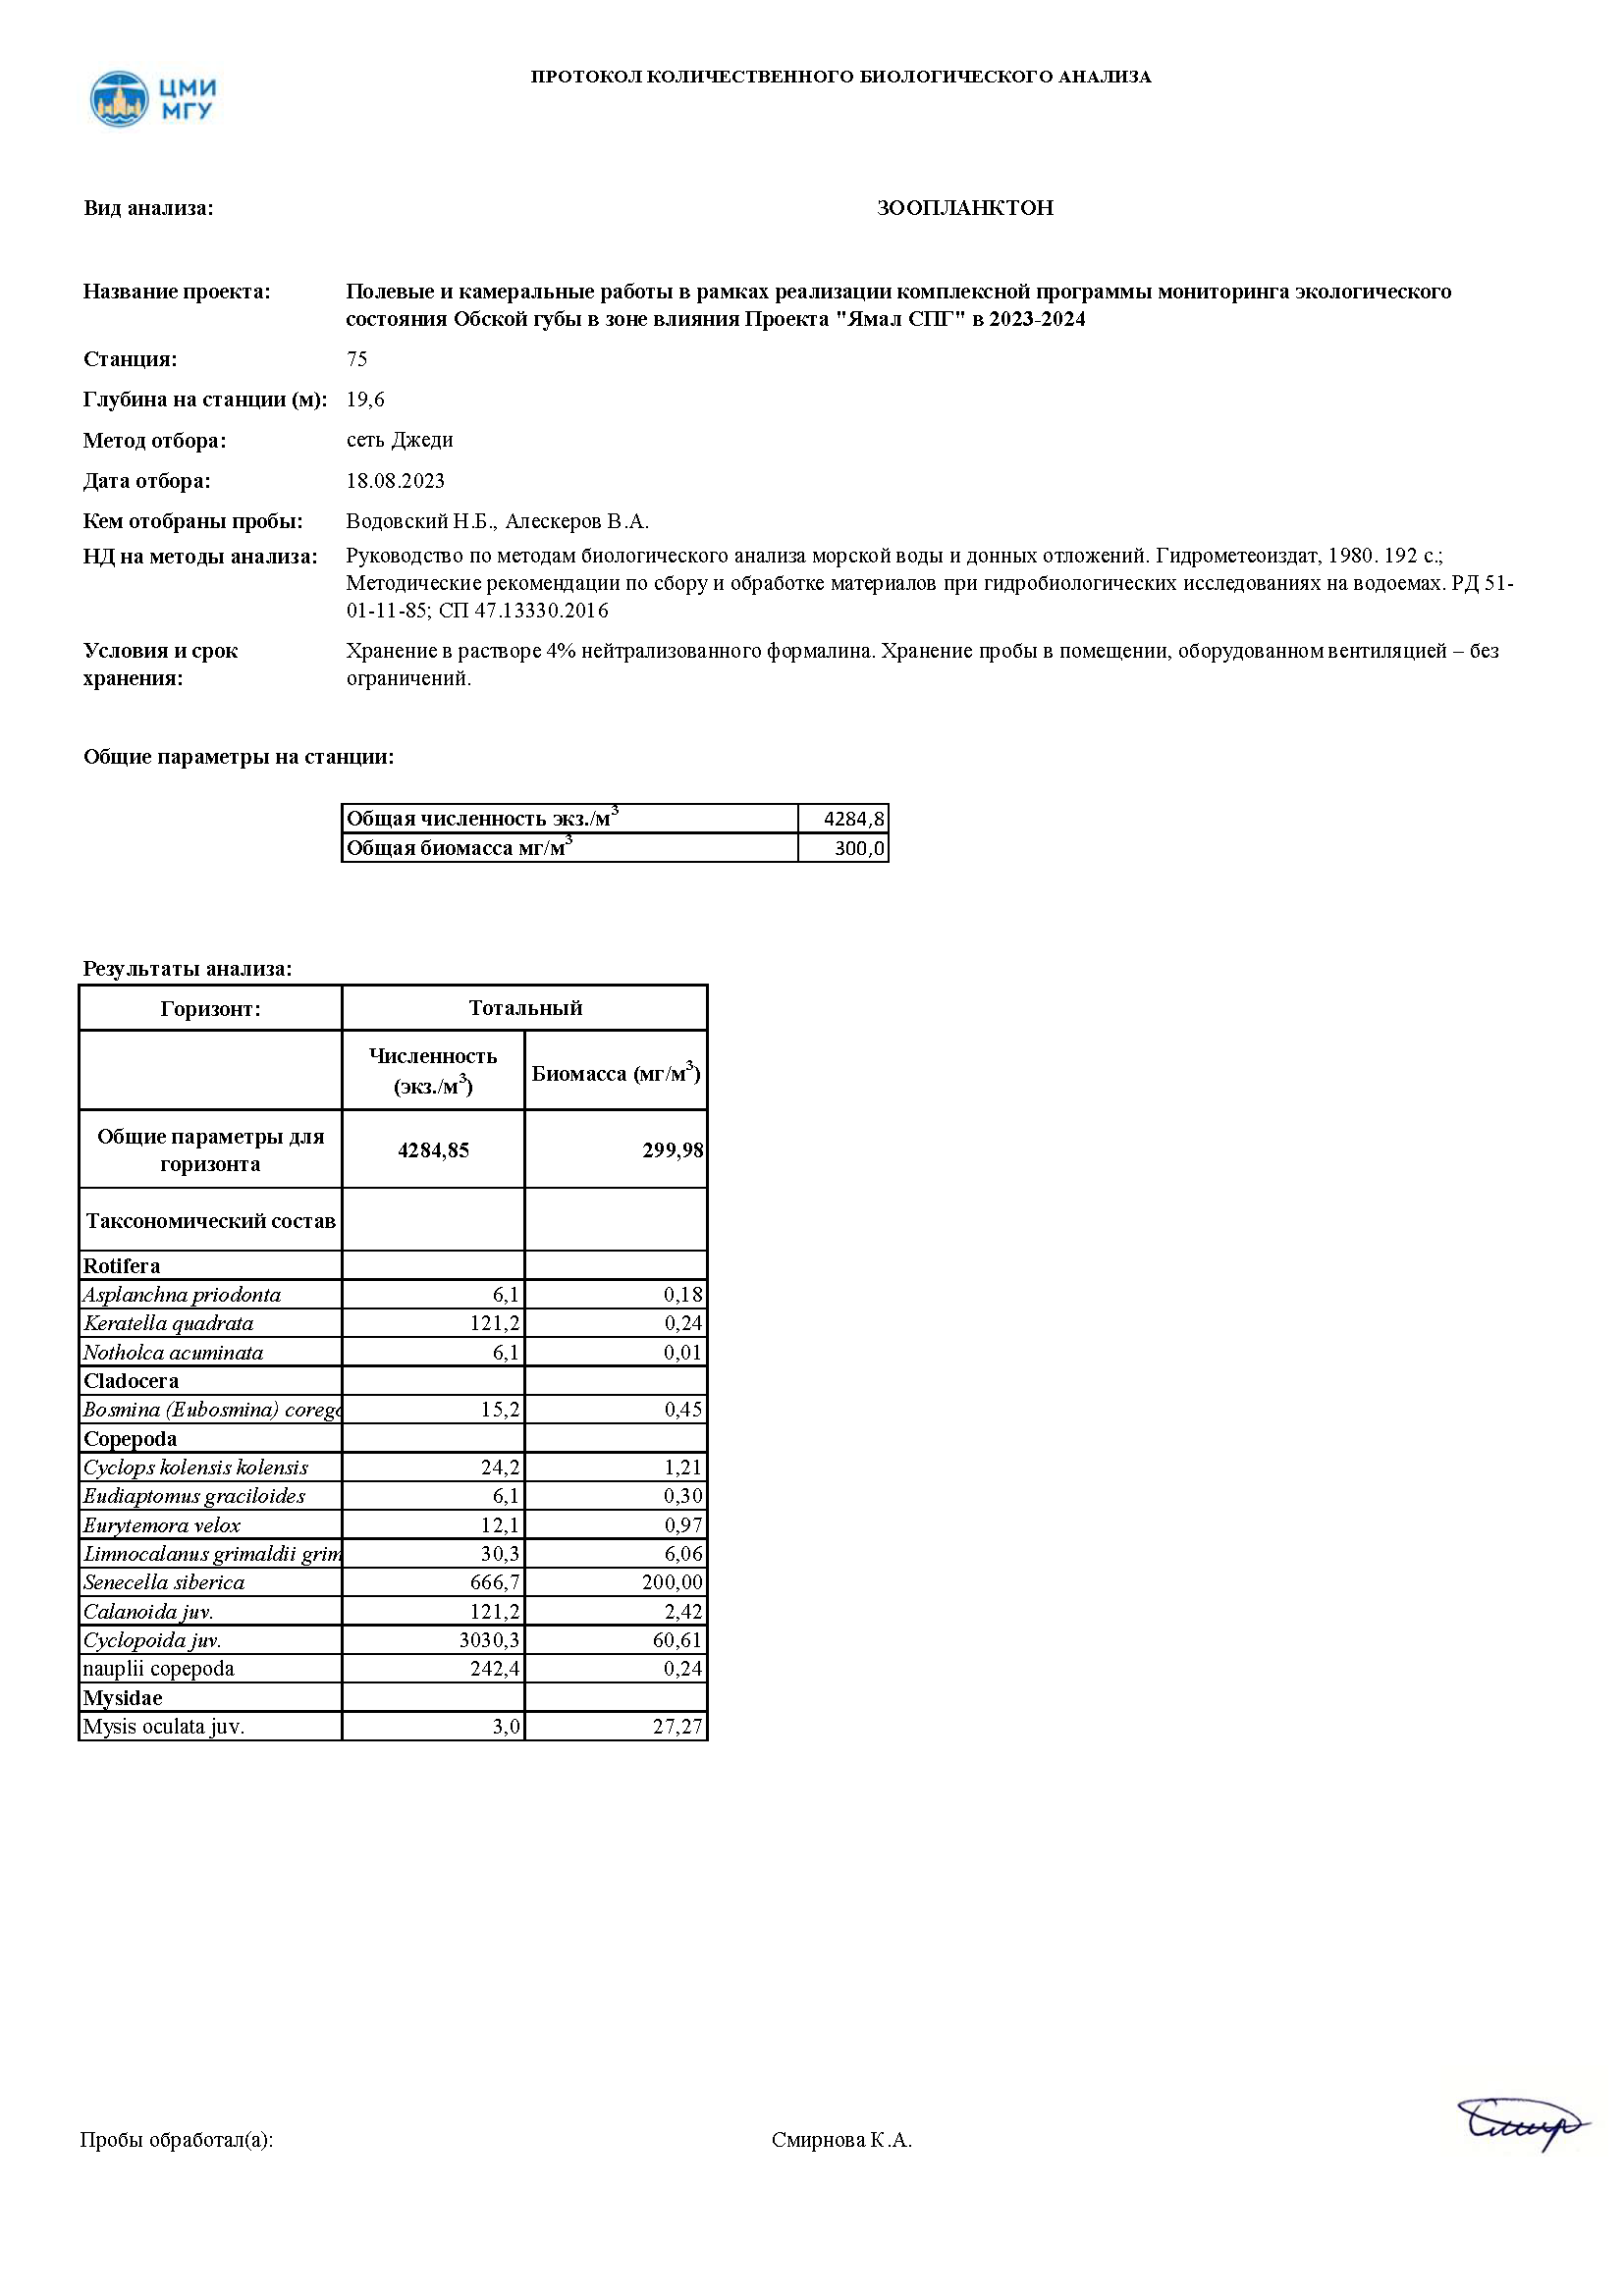 ЦМИ
МГУ
ПРОТОКОЛ КОЛИЧЕСТВЕННОГО БИОЛОГИЧЕСКОГО АНАЛИЗА
Вид анализа: ЗООПЛАНКТОН
Название проекта: Полевые и камеральные работы в рамках реализации комплексной программы мониторинга экологического
состояния Обской губы в зоне влияния Проекта "Ямал СПГ" в 2023-2024
Станция: 75
Глубина на станции (м): 19,6
Метод отбора: сеть Джеди
Дата отбора: 18.08.2023
Кем отобраны пробы: Водовский Н.Б., Алескеров В.А.
НД на методы анализа: Руководство по методам биологического анализа морской воды и донных отложений. Гидрометеоиздат, 1980. 192 с.;
Методические рекомендации по сбору и обработке материалов при гидробиологических исследованиях на водоемах. РД 51-
01-11-85; СП 47.13330.2016
Условия и срок Хранение в растворе 4% нейтрализованного формалина. Хранение пробы в помещении, оборудованном вентиляцией – без
хранения: ограничений.
Общие параметры на станции:
Общая численность экз./м³ 4284,8
Общая биомасса мг/м³ 300,0
Результаты анализа:
Горизонт: Тотальный
Численность
(экз./м³) Биомасса (мг/м³)
Общие параметры для
горизонта 4284,85 299,98
Таксономический состав
Rotifera
Asplanchna priodonta 6,1 0,18
Keratella quadrata 121,2 0,24
Notholca acuminata 6,1 0,01
Cladocera
Bosmina (Eubosmina) corego 15,2 0,45
Copepoda
Cyclops kolensis kolensis 24,2 1,21
Eudiaptomus graciloides 6,1 0,30
Eurytemora velox 12,1 0,97
Limnocalanus grimaldii grim 30,3 6,06
Senecella siberica 666,7 200,00
Calanoida juv. 121,2 2,42
Cyclopoida juv. 3030,3 60,61
nauplii copepoda 242,4 0,24
Mysidae
Mysis oculata juv. 3,0 27,27
Пробы обработал(а): Смирнова К.А.